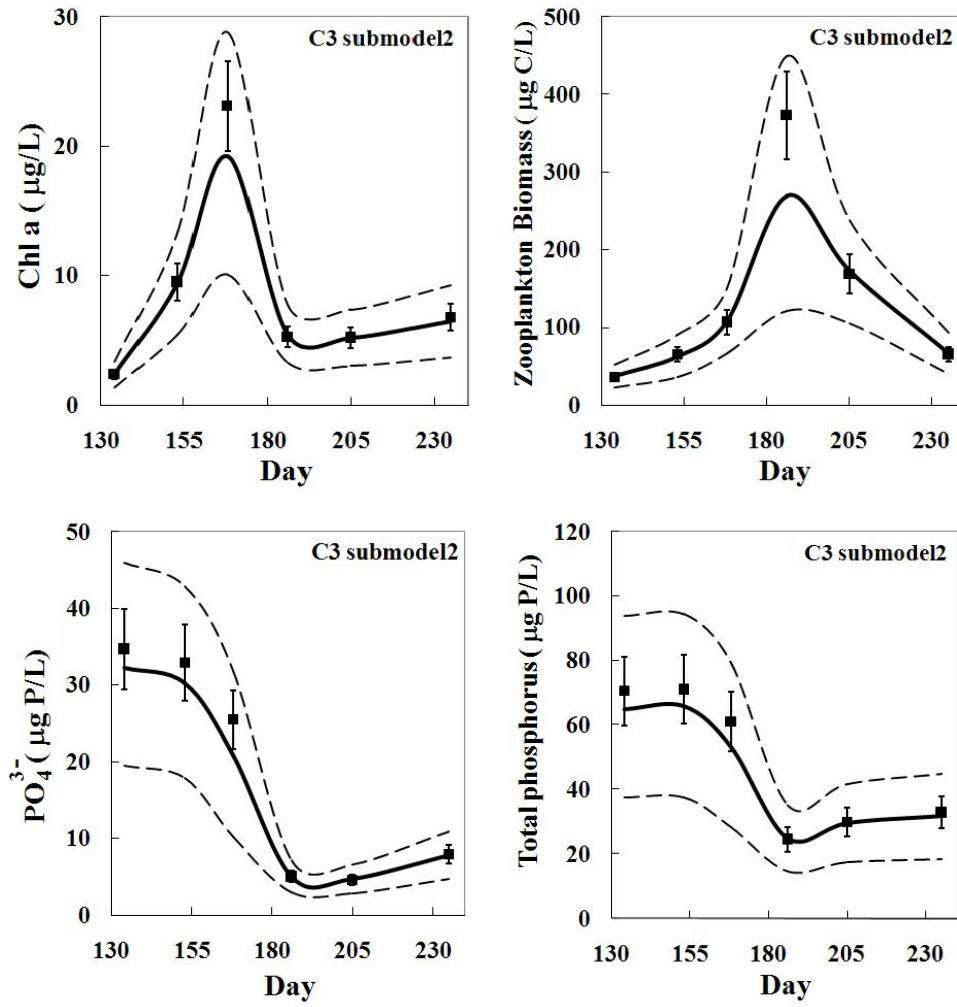 C3 submodel2
Chl a ( μg/L)
30
20
10
0
130 155 180 205 230
Day
C3 submodel2
Zooplankton Biomass ( μg C/L)
500
400
300
200
100
0
130 155 180 205 230
Day
C3 submodel2
PO₄³⁻ ( μg P/L)
50
40
30
20
10
0
130 155 180 205 230
Day
C3 submodel2
Total phosphorus ( μg P/L)
120
100
80
60
40
20
0
130 155 180 205 230
Day